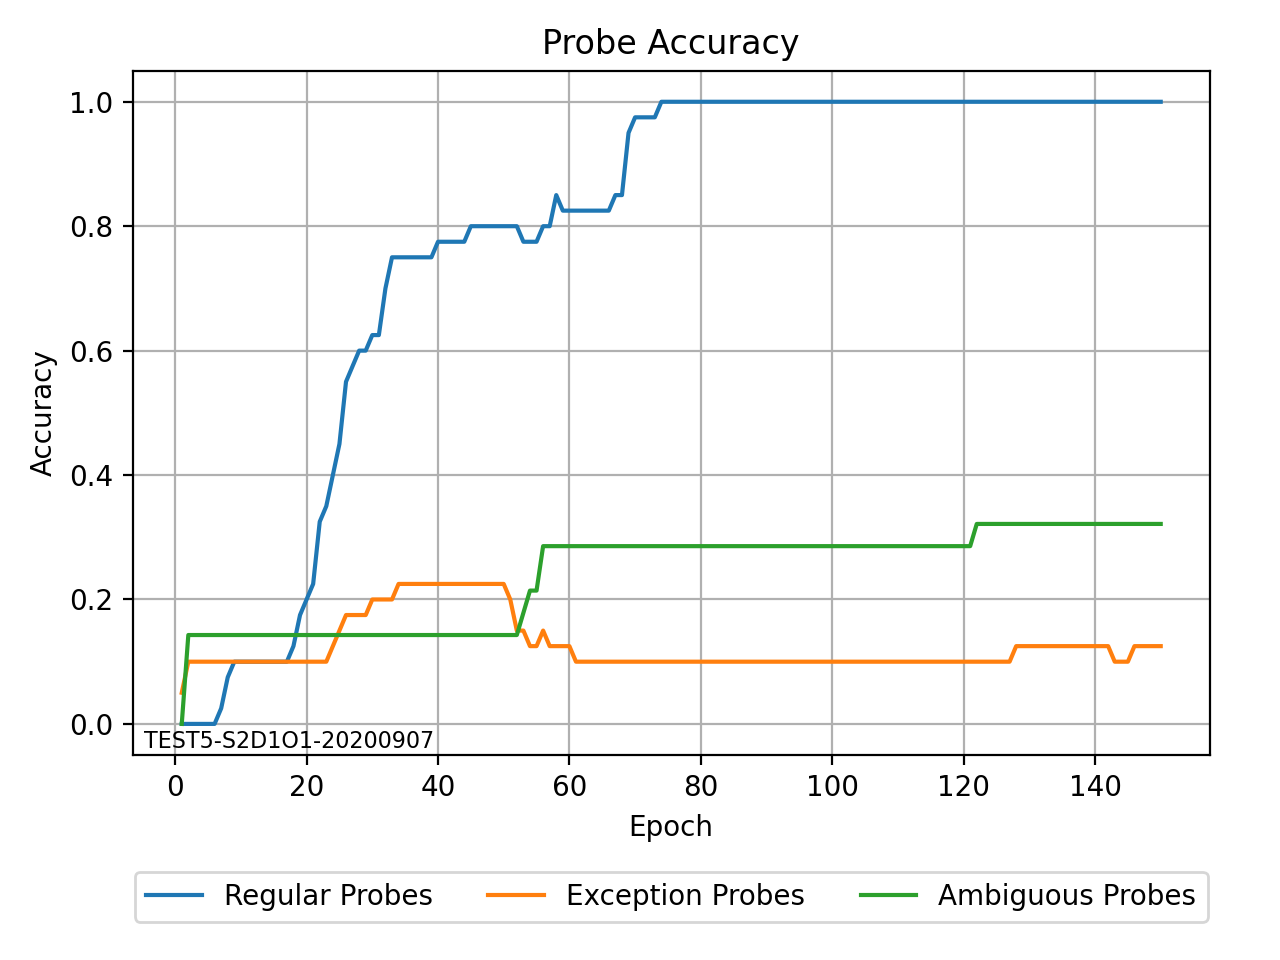 Probe Accuracy
Accuracy
1.0
0.8
0.6
0.4
0.2
0.0
TEST5-S2D1O1-20200907
0 20 40 60 80 100 120 140
Epoch
Regular Probes Exception Probes Ambiguous Probes